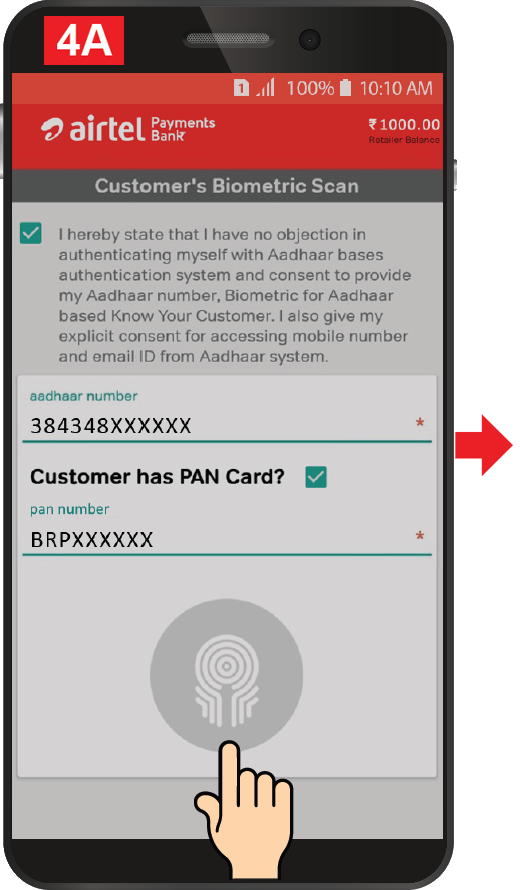 4A
1 100% 10:10 AM
airtel Payments Bank
₹1000.00
Retailer Balance
Customer's Biometric Scan
I hereby state that I have no objection in
authenticating myself with Aadhaar bases
authentication system and consent to provide
my Aadhaar number, Biometric for Aadhaar
based Know Your Customer. I also give my
explicit consent for accessing mobile number
and email ID from Aadhaar system.
aadhaar number
384348XXXXXX *
Customer has PAN Card?
pan number
BRPXXXXXX *